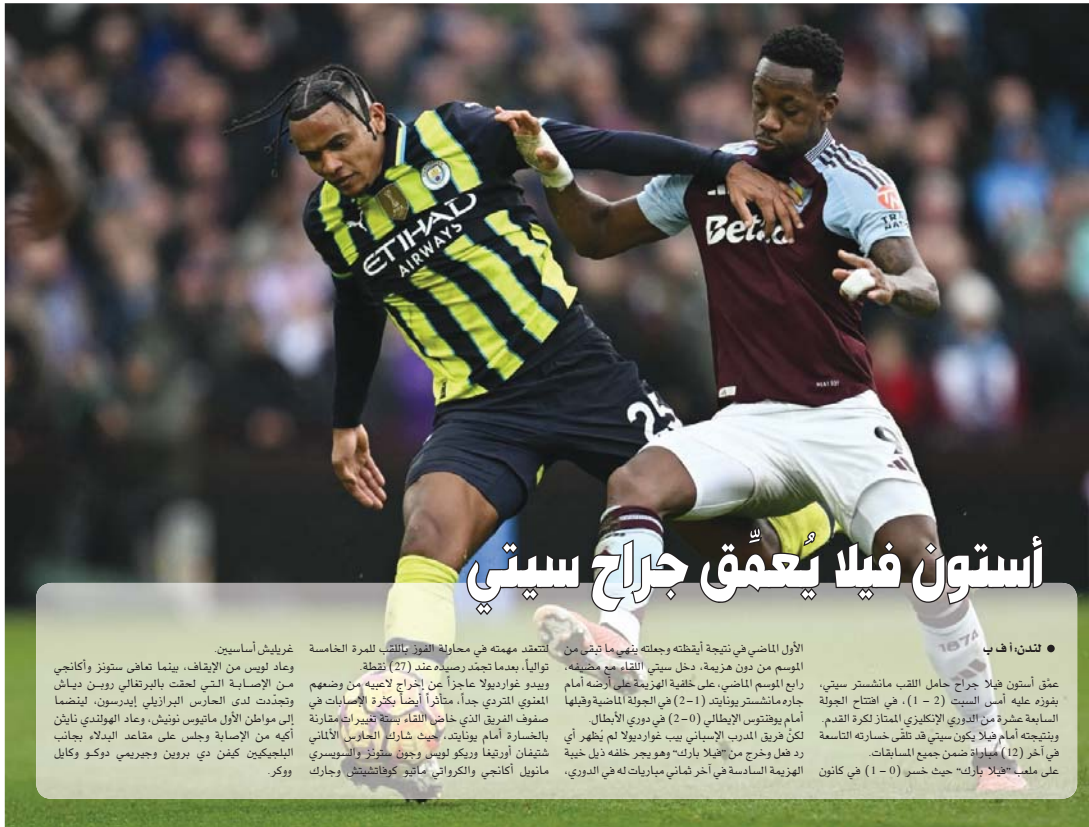 ETIHAD
AIRWAYS
25
9
1874
أستون فيلا يُعمِّق جراح سيتي
● لندن: أ ف ب
عمّق أستون فيلا جراح حامل اللقب مانشستر سيتي،
بفوزه عليه أمس السبت (2 - 1)، في افتتاح الجولة
السابعة عشرة من الدوري الإنكليزي الممتاز لكرة القدم.
وبنتيجته أمام فيلا يكون سيتي قد تلقّى خسارته التاسعة
في آخر (12) مباراة ضمن جميع المسابقات.
على ملعب "فيلا بارك" حيث خسر (0 - 1) في كانون
الأول الماضي في نتيجة أيقظته وجعلته ينهي ما تبقى من
الموسم من دون هزيمة، دخل سيتي اللقاء مع مضيفه،
رابع الموسم الماضي، على خلفية الهزيمة على أرضه أمام
جاره مانشستر يونايتد (1-2) في الجولة الماضية وقبلها
أمام يوفنتوس الإيطالي (0-2) في دوري الأبطال.
لكنّ فريق المدرب الإسباني بيب غوارديولا لم يُظهر أي
رد فعل وخرج من "فيلا بارك" وهو يجر خلفه ذيل خيبة
الهزيمة السادسة في آخر ثماني مباريات له في الدوري،
لتتعقد مهمته في محاولة الفوز باللقب للمرة الخامسة
توالياً، بعدما تجمّد رصيده عند (27) نقطة.
ويبدو غوارديولا عاجزاً عن إخراج لاعبيه من وضعهم
المعنوي المتردي جداً، متأثراً أيضاً بكثرة الإصابات في
صفوف الفريق الذي خاض اللقاء بستة تغييرات مقارنة
بالخسارة أمام يونايتد، حيث شارك الحارس الألماني
شتيفان أورتيغا وريكو لويس وجون ستونز والسويسري
مانويل أكانجي والكرواتي ماتيو كوفاتشيتش وجارك
غريليش أساسيين.
وعاد لويس من الإيقاف، بينما تعافى ستونز وأكانجي
من الإصابة التي لحقت بالبرتغالي روبن دياش
وتجدّدت لدى الحارس البرازيلي إيدرسون، لينضما
إلى مواطن الأول ماتيوس نونيش، وعاد الهولندي نايثن
أكيه من الإصابة وجلس على مقاعد البدلاء بجانب
البلجيكيين كيفن دي بروين وجيريمي دوكو وكايل
ووكر.